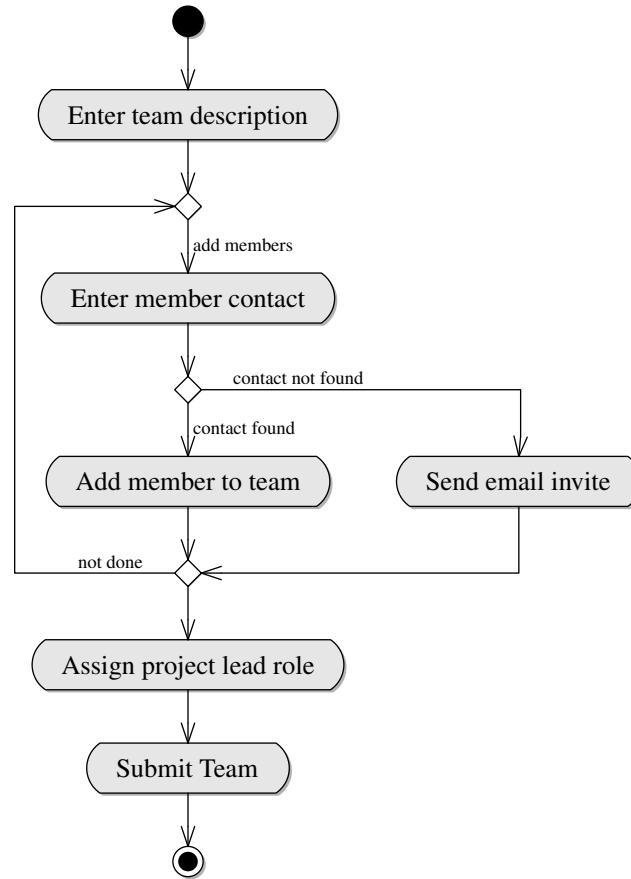 Enter team description
add members
Enter member contact
contact not found
contact found
Add member to team
Send email invite
not done
Assign project lead role
Submit Team